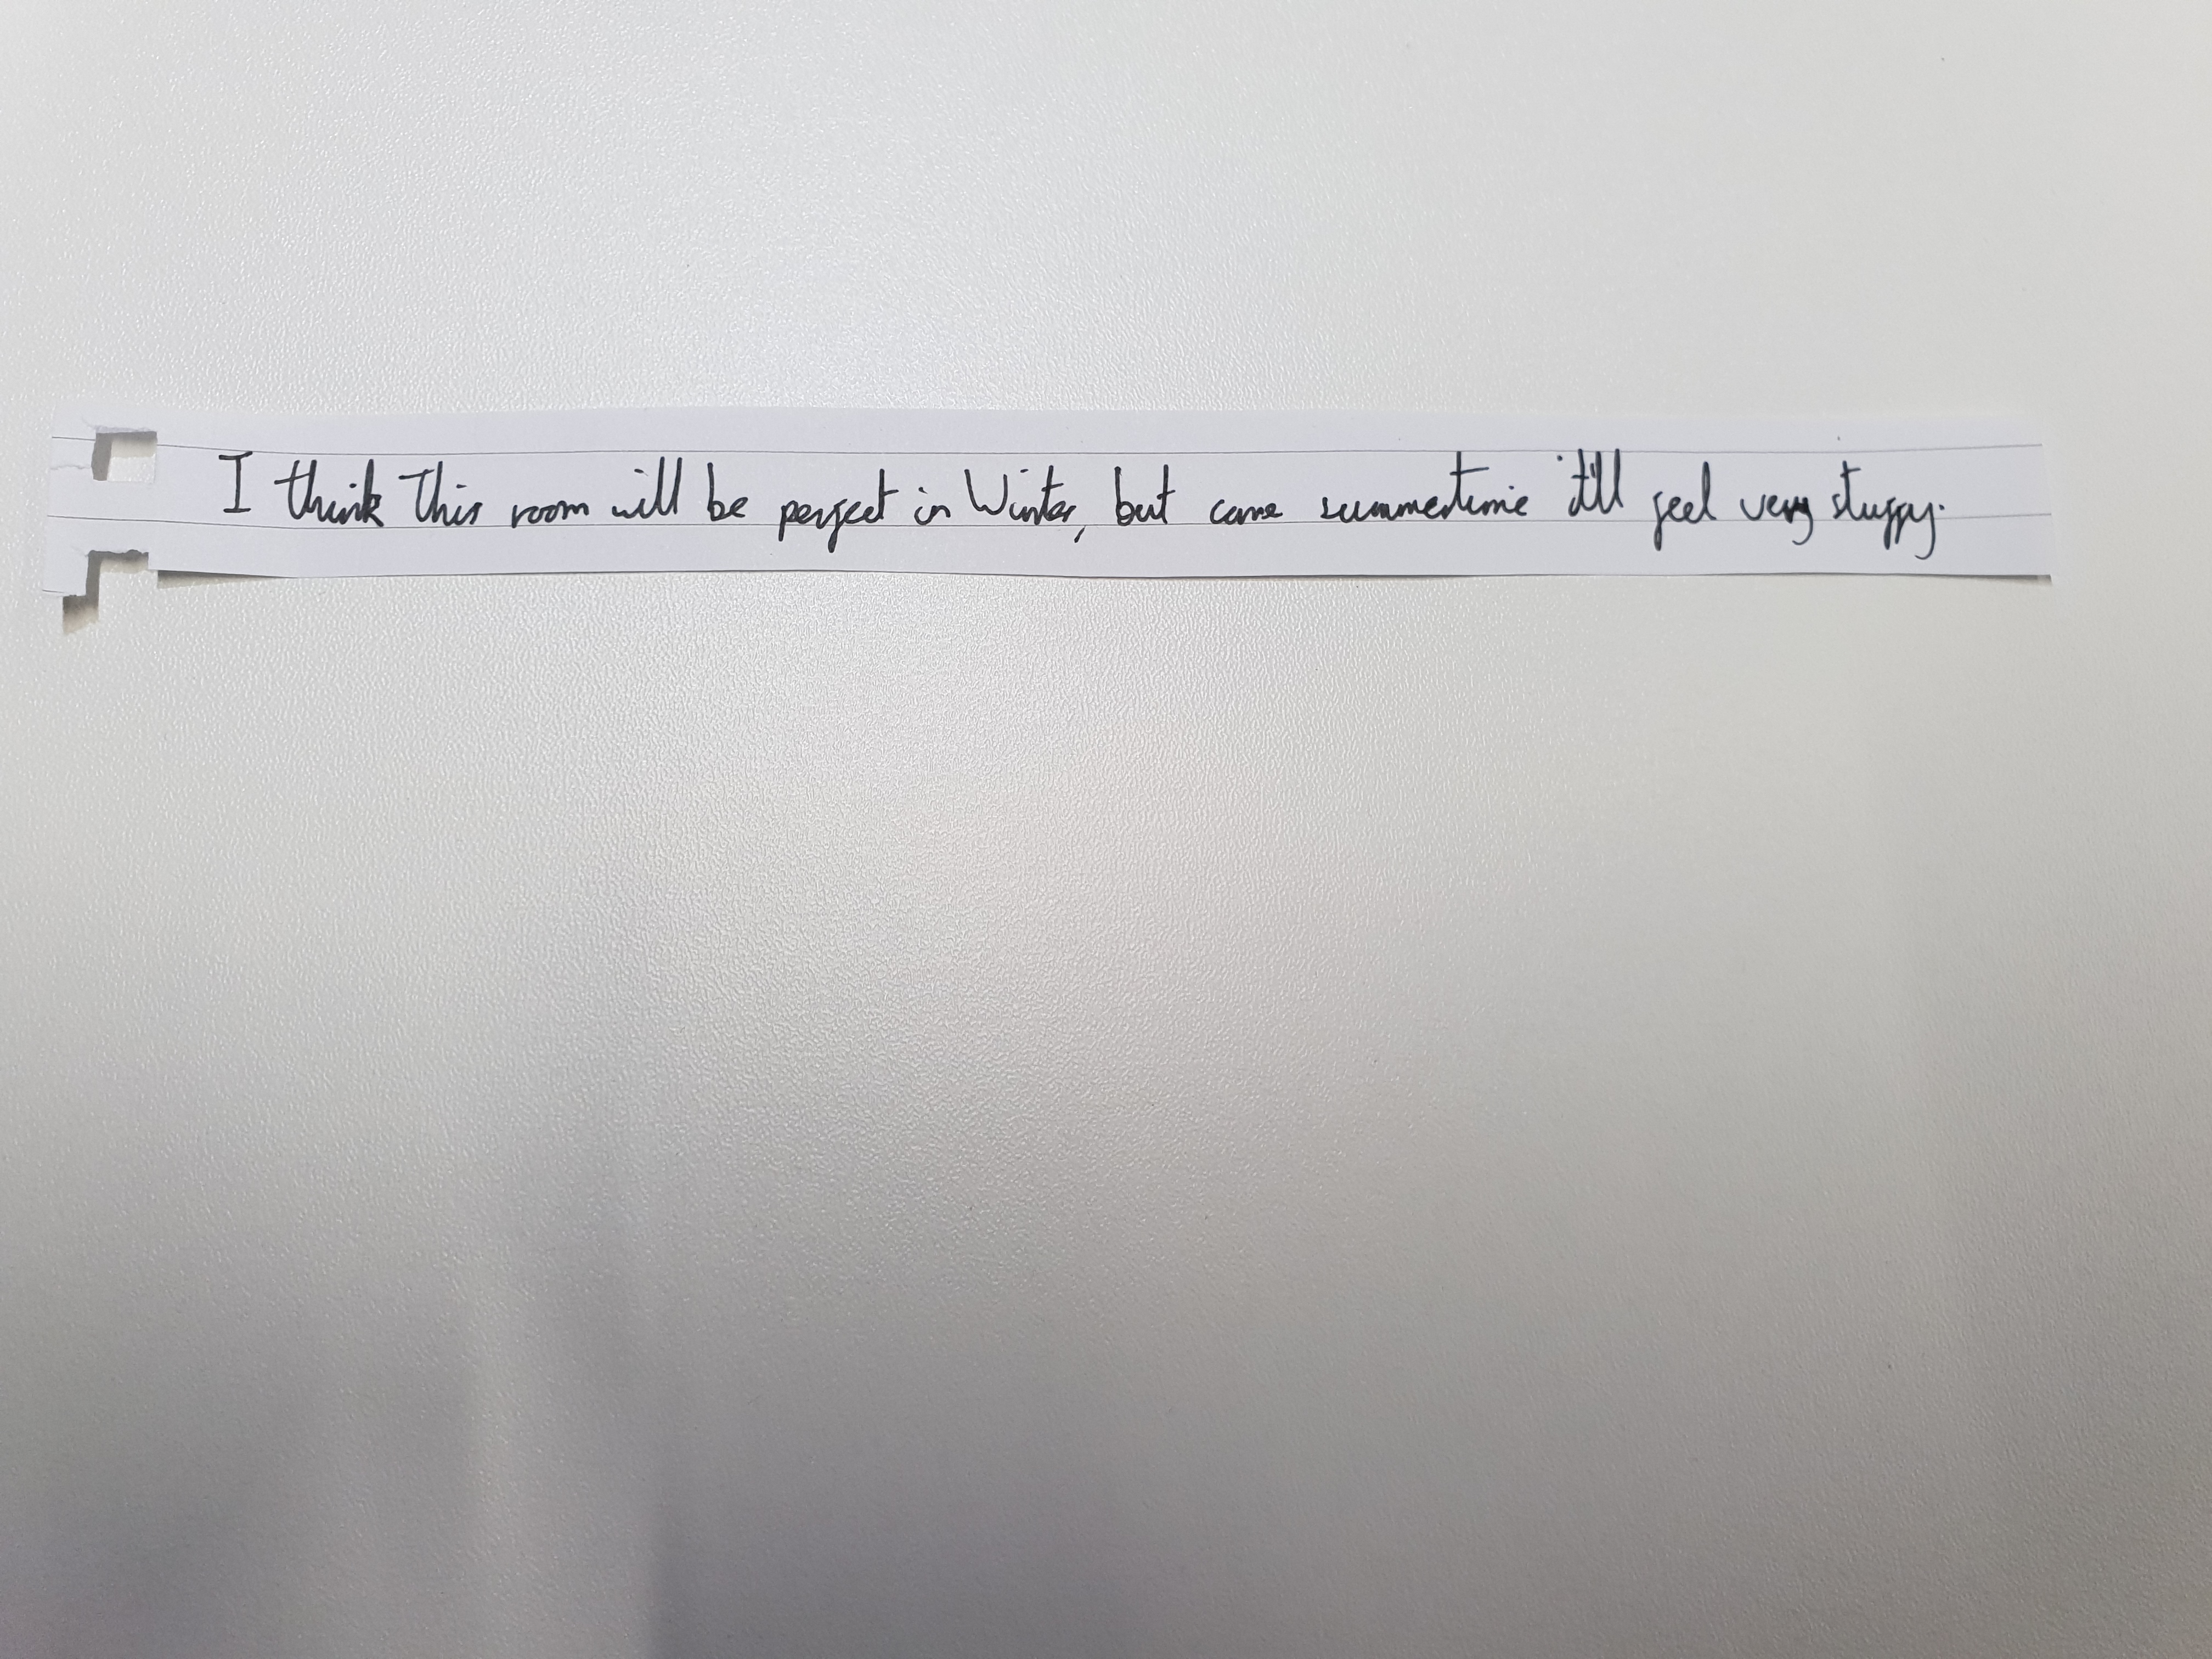 I think this room will be perfect in Winter, but come summertime it'll feel very stuffy.